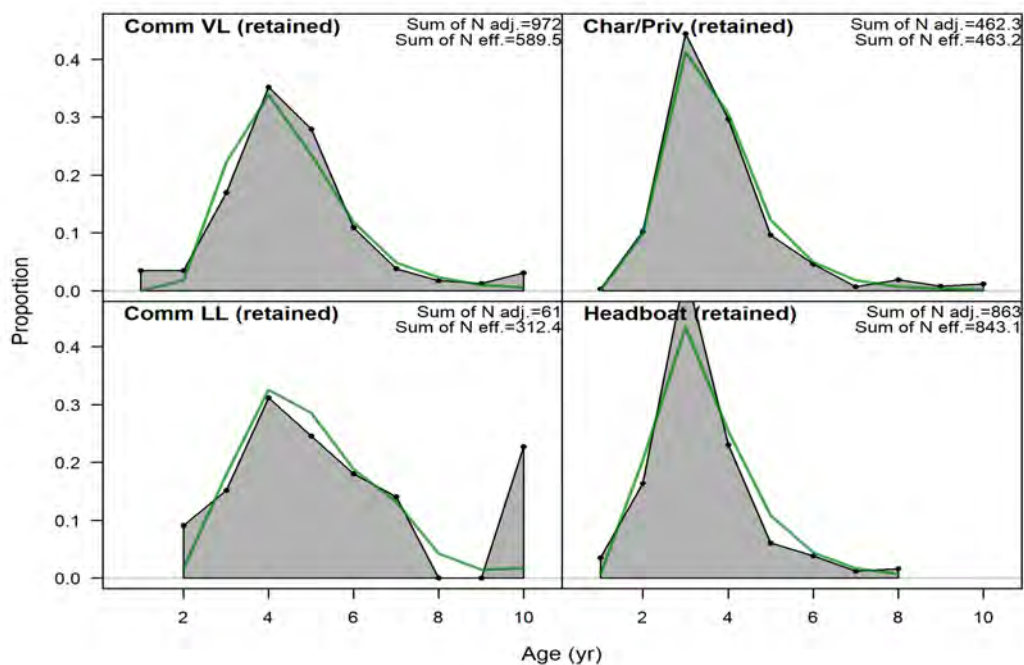 Comm VL (retained)
Sum of N adj.=972
Sum of N eff.=589.5
Char/Priv (retained)
Sum of N adj.=462.3
Sum of N eff.=463.2
0.4
0.3
0.2
0.1
0.0
Comm LL (retained)
Sum of N adj.=61
Sum of N eff.=312.4
Headboat (retained)
Sum of N adj.=863
Sum of N eff.=843.1
0.4
0.3
0.2
0.1
0.0
Proportion
2 4 6 8 10 2 4 6 8 10
Age (yr)